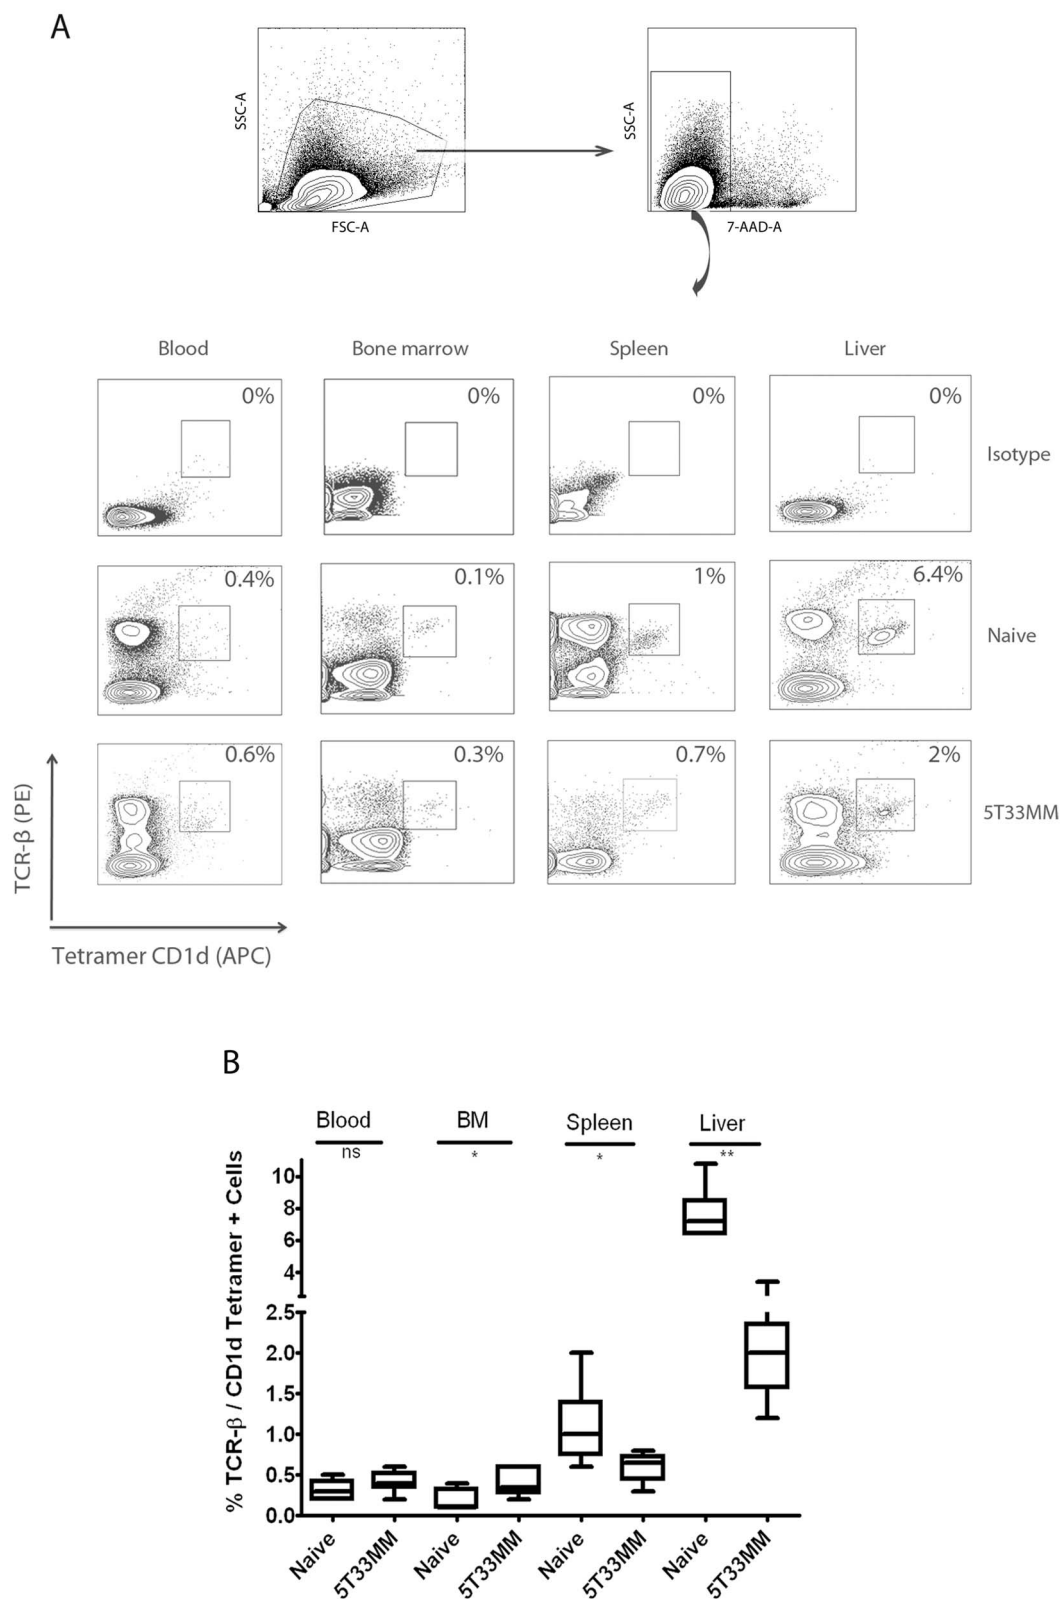 A
SSC-A
FSC-A
SSC-A
7-AAD-A
Blood Bone marrow Spleen Liver
0% 0% 0% 0%
Isotype
0.4% 0.1% 1% 6.4%
Naive
0.6% 0.3% 0.7% 2%
5T33MM
TCR-β (PE)
Tetramer CD1d (APC)
B
Blood BM Spleen Liver
ns * * **
% TCR-β / CD1d Tetramer + Cells
10
8
6
4
2.5
2.0
1.5
1.0
0.5
0.0
Naive 5T33MM Naive 5T33MM Naive 5T33MM Naive 5T33MM